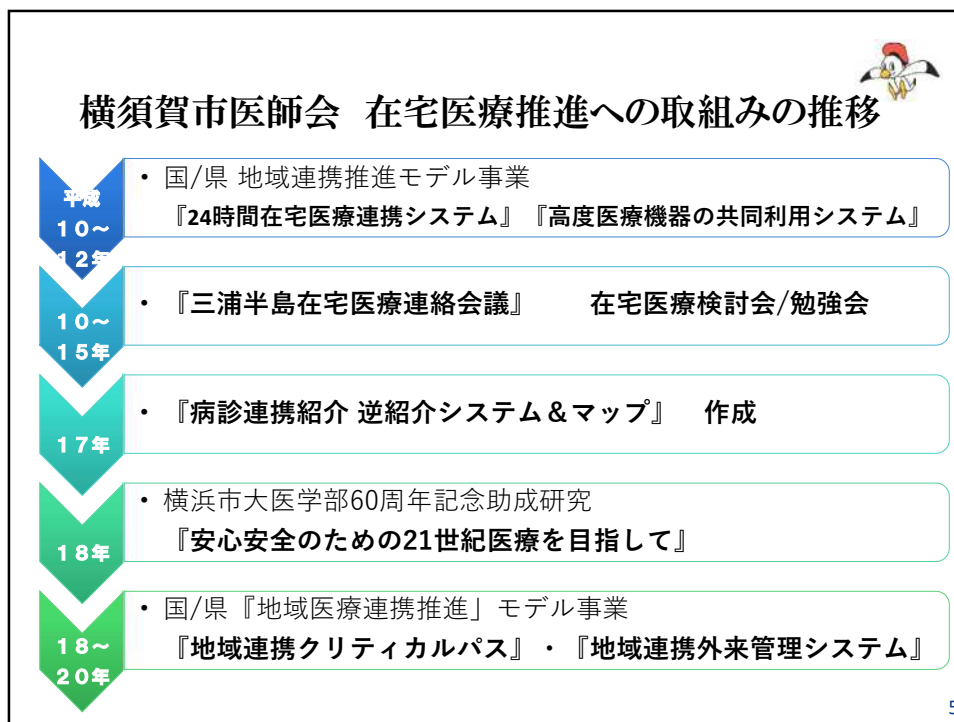 横須賀市医師会 在宅医療推進への取組みの推移
平成
１０～
１２年
・ 国/県 地域連携推進モデル事業
『24時間在宅医療連携システム』『高度医療機器の共同利用システム』
１０～
１５年
・ 『三浦半島在宅医療連絡会議』　　在宅医療検討会/勉強会
１７年
・ 『病診連携紹介 逆紹介システム＆マップ』　作成
１８年
・ 横浜市大医学部60周年記念助成研究
『安心安全のための21世紀医療を目指して』
１８～
２０年
・ 国/県『地域医療連携推進」モデル事業
『地域連携クリティカルパス』・『地域連携外来管理システム』
5